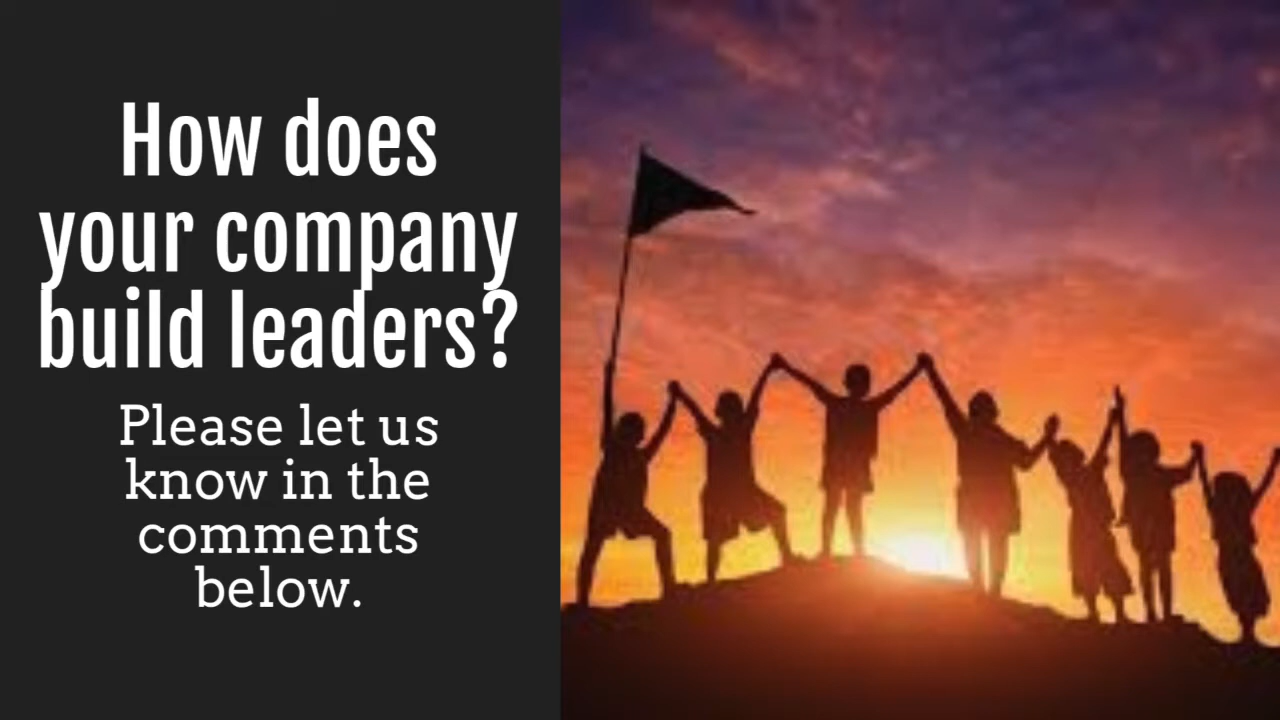 How does
your company
build leaders?
Please let us
know in the
comments
below.